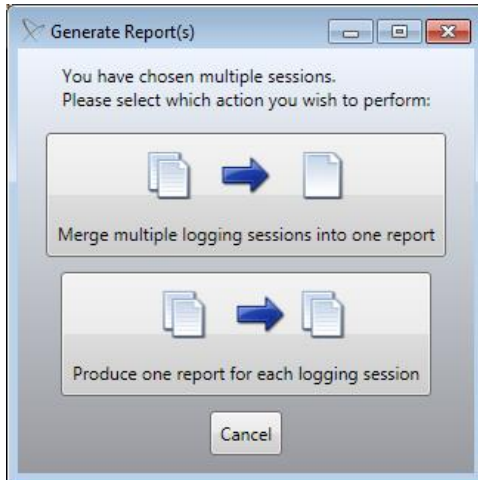 Generate Report(s)
You have chosen multiple sessions.
Please select which action you wish to perform:
Merge multiple logging sessions into one report
Produce one report for each logging session
Cancel